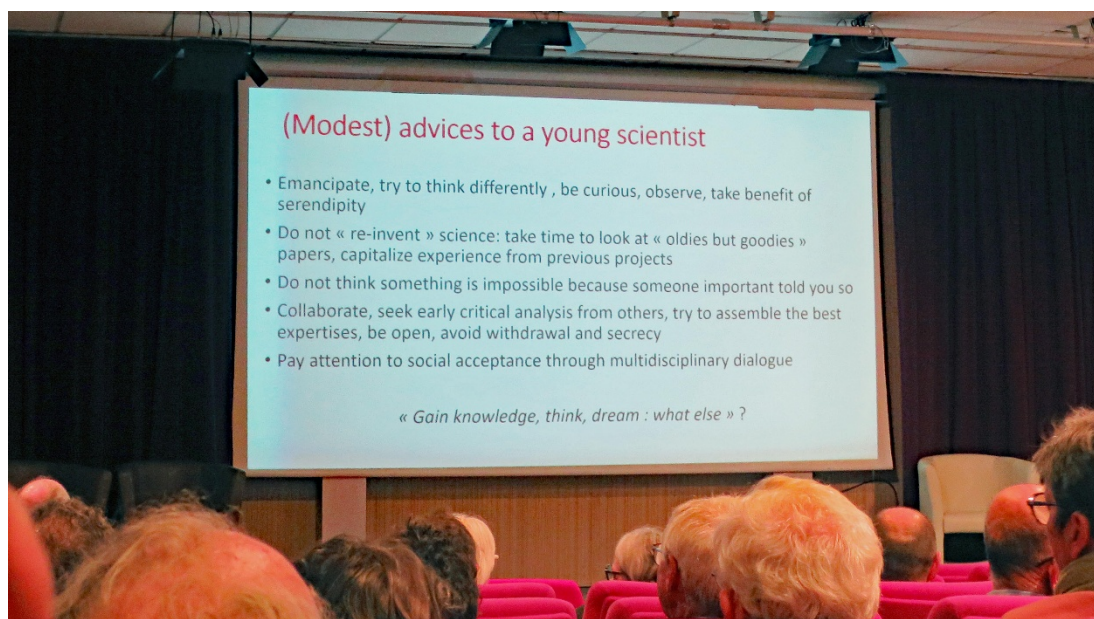 (Modest) advices to a young scientist
• Emancipate, try to think differently , be curious, observe, take benefit of
serendipity
• Do not « re-invent » science: take time to look at « oldies but goodies »
papers, capitalize experience from previous projects
• Do not think something is impossible because someone important told you so
• Collaborate, seek early critical analysis from others, try to assemble the best
expertises, be open, avoid withdrawal and secrecy
• Pay attention to social acceptance through multidisciplinary dialogue
« Gain knowledge, think, dream : what else » ?